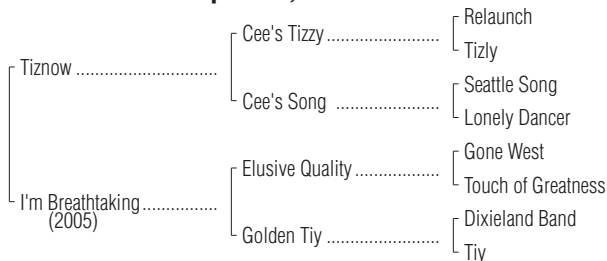 Relaunch
Cee's Tizzy
Tizly
Tiznow
Seattle Song
Cee's Song
Lonely Dancer
Gone West
Elusive Quality
Touch of Greatness
I'm Breathtaking
(2005)
Dixieland Band
Golden Tiy
Tiy